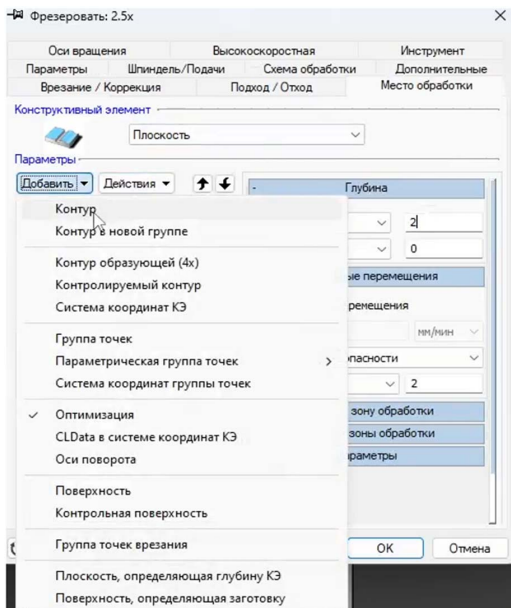 Фрезеровать: 2.5x
Оси вращения Высокоскоростная Инструмент
Параметры Шпиндель/Подачи Схема обработки Дополнительные
Врезание / Коррекция Подход / Отход Место обработки
Конструктивный элемент
Плоскость
Параметры
Добавить Действия - Глубина
Контур 2
Контур в новой группе 0
Контур образующей (4x) ые перемещения
Контролируемый контур
Система координат КЭ ремещения
Группа точек мм/мин
Параметрическая группа точек пасности
Система координат группы точек 2
Оптимизация зону обработки
CLData в системе координат КЭ зоны обработки
Оси поворота раметры
Поверхность
Контрольная поверхность
Группа точек врезания OK Отмена
Плоскость, определяющая глубину КЭ
Поверхность, определяющая заготовку